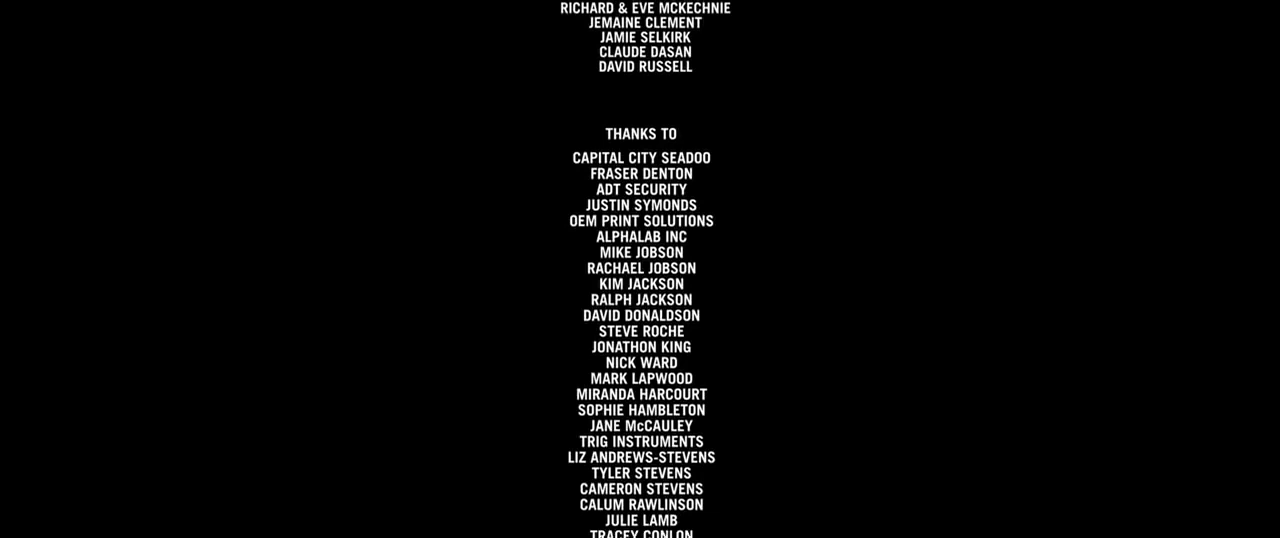 RICHARD & EVE MCKECHNIE
JEMAINE CLEMENT
JAMIE SELKIRK
CLAUDE DASAN
DAVID RUSSELL
THANKS TO
CAPITAL CITY SEADOO
FRASER DENTON
ADT SECURITY
JUSTIN SYMONDS
OEM PRINT SOLUTIONS
ALPHALAB INC
MIKE JOBSON
RACHAEL JOBSON
KIM JACKSON
RALPH JACKSON
DAVID DONALDSON
STEVE ROCHE
JONATHON KING
NICK WARD
MARK LAPWOOD
MIRANDA HARCOURT
SOPHIE HAMBLETON
JANE McCAULEY
TRIG INSTRUMENTS
LIZ ANDREWS-STEVENS
TYLER STEVENS
CAMERON STEVENS
CALUM RAWLINSON
JULIE LAMB
TRACEY CONLON